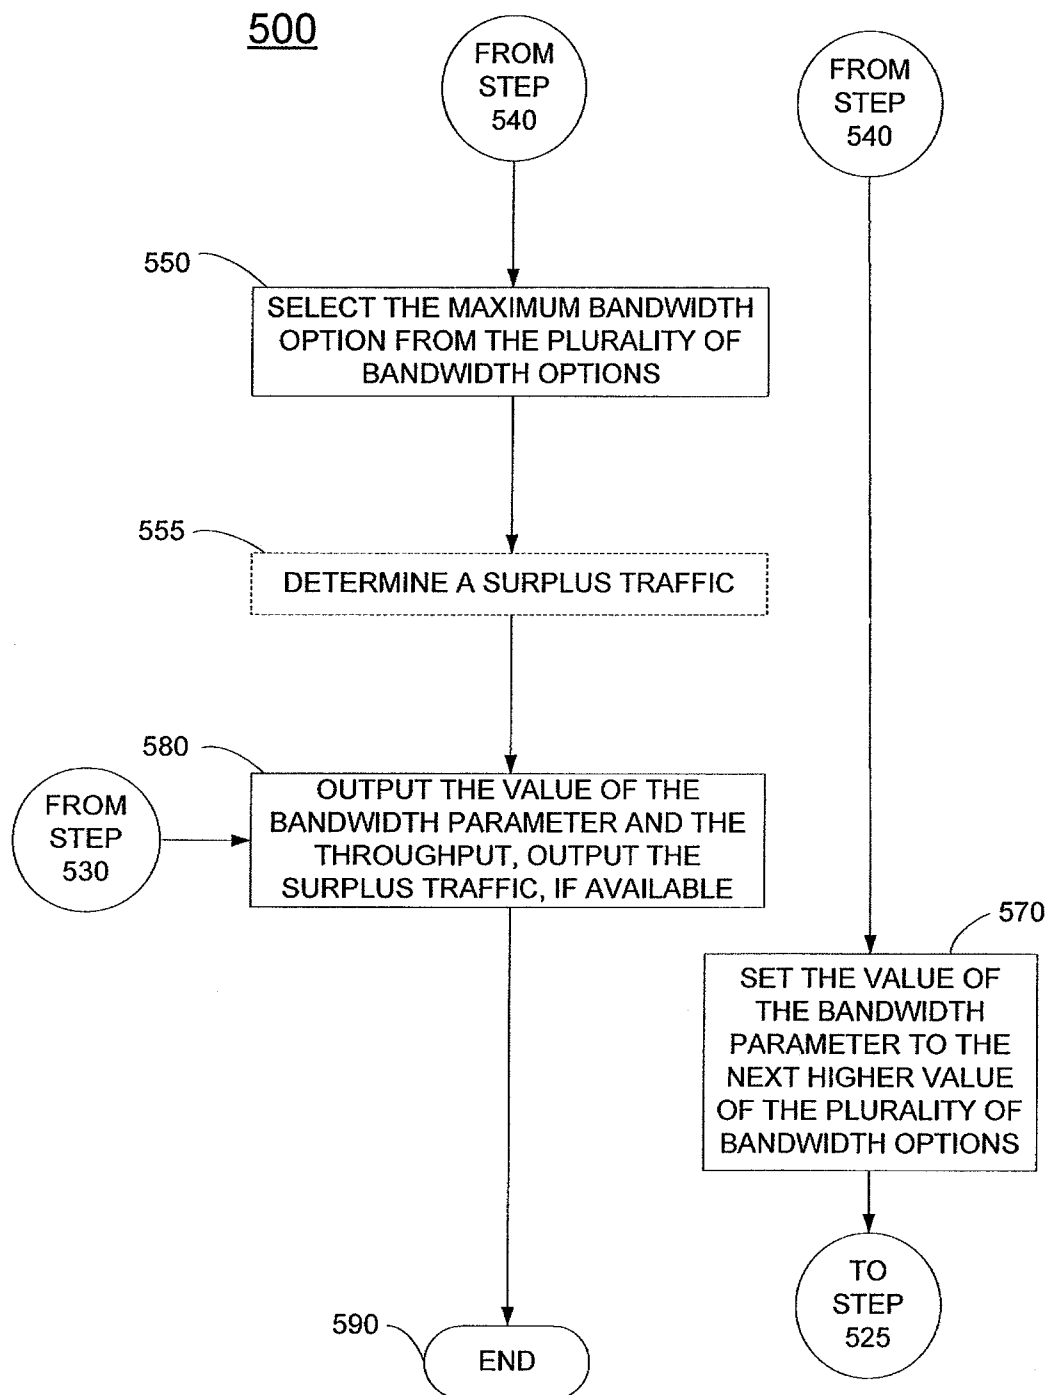 500
FROM
STEP
540
FROM
STEP
540
550
SELECT THE MAXIMUM BANDWIDTH
OPTION FROM THE PLURALITY OF
BANDWIDTH OPTIONS
555
DETERMINE A SURPLUS TRAFFIC
580
FROM
STEP
530
OUTPUT THE VALUE OF THE
BANDWIDTH PARAMETER AND THE
THROUGHPUT, OUTPUT THE
SURPLUS TRAFFIC, IF AVAILABLE
570
SET THE VALUE OF
THE BANDWIDTH
PARAMETER TO THE
NEXT HIGHER VALUE
OF THE PLURALITY OF
BANDWIDTH OPTIONS
TO
STEP
525
590
END